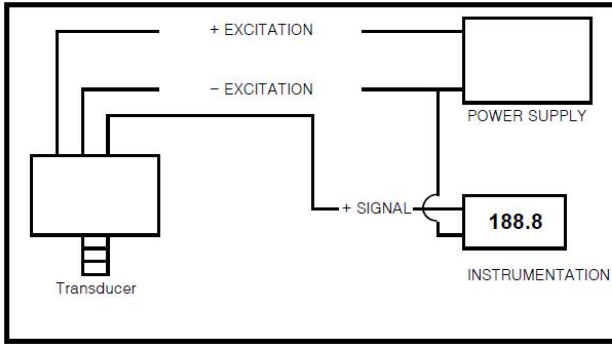 + EXCITATION
− EXCITATION
POWER SUPPLY
+ SIGNAL
188.8
INSTRUMENTATION
Transducer